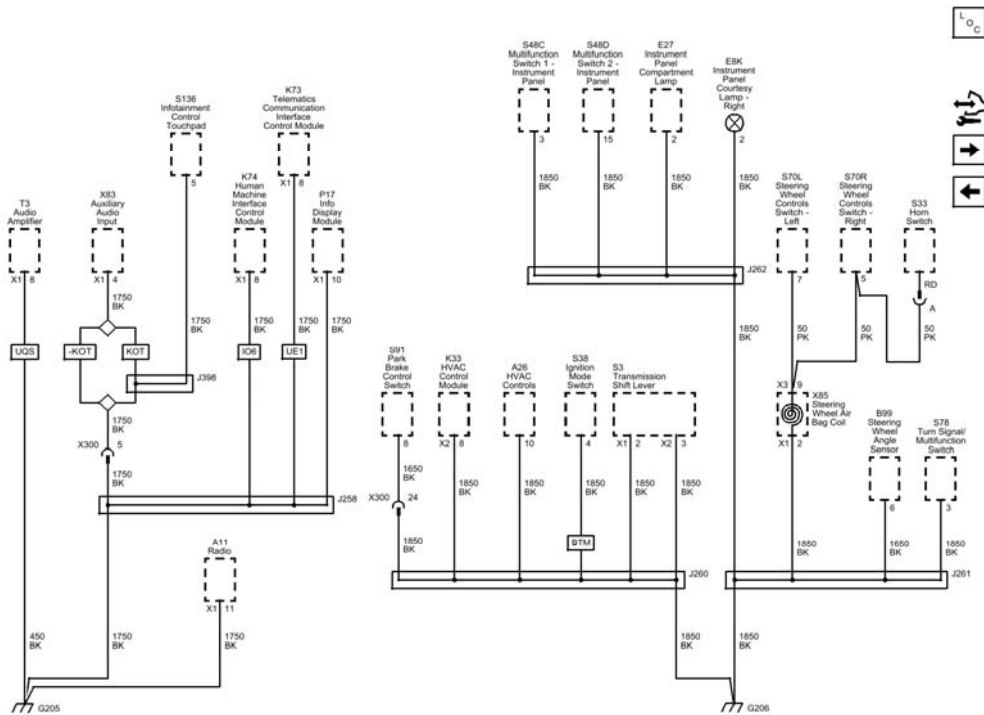 L
O
C
S48C
Multifunction
Switch 1 -
Instrument
Panel
3
S48D
Multifunction
Switch 2 -
Instrument
Panel
15
E27
Instrument
Panel
Compartment
Lamp
2
E8K
Instrument
Panel
Courtesy
Lamp -
Right
2
1850
BK
1850
BK
1850
BK
1850
BK
J262
S136
Infotainment
Control
Touchpad
5
K73
Telematics
Communication
Interface
Control Module
X1 8
T3
Audio
Amplifier
X1 8
X83
Auxiliary
Audio
Input
X1 4
K74
Human
Machine
Interface
Control Module
X1 8
P17
Info
Display
Module
X1 10
S70L
Steering
Wheel
Controls
Switch -
Left
7
S70R
Steering
Wheel
Controls
Switch -
Right
5
S33
Horn
Switch
RD
A
1750
BK
1750
BK
1750
BK
1750
BK
1750
BK
1850
BK
50
PK
50
PK
50
PK
UQS
-KOT
KOT
IO6
UE1
J398
1750
BK
X300 5
1750
BK
J258
S91
Park
Brake
Control
Switch
8
K33
HVAC
Control
Module
X2 8
A26
HVAC
Controls
10
S38
Ignition
Mode
Switch
4
S3
Transmission
Shift Lever
X1 2
X2 3
X3 9
X85
Steering
Wheel Air
Bag Coil
X1 2
B99
Steering
Wheel
Angle
Sensor
6
S78
Turn Signal/
Multifunction
Switch
3
1650
BK
X300 24
1850
BK
1850
BK
1850
BK
1850
BK
BTM
1850
BK
1850
BK
1850
BK
1650
BK
1850
BK
J260
J261
A11
Radio
X1 11
450
BK
1750
BK
1750
BK
1850
BK
1850
BK
G205
G206